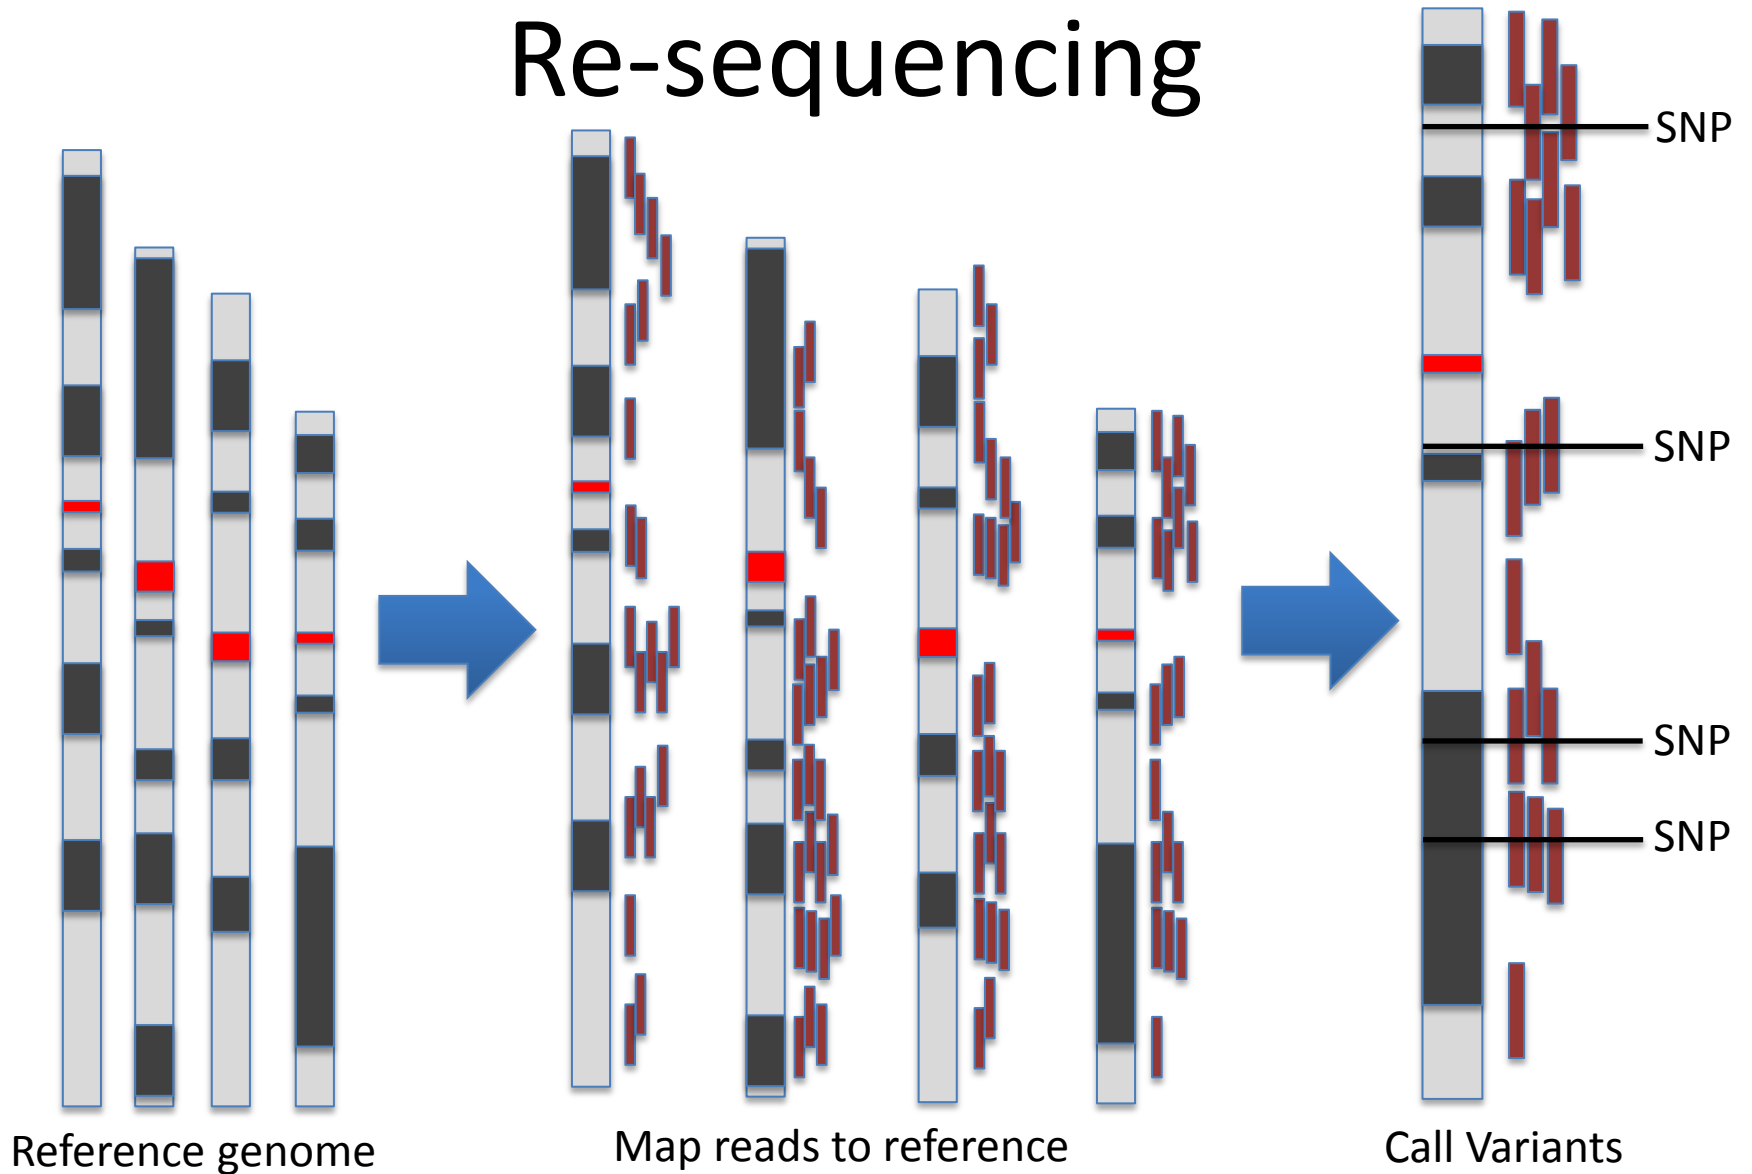 Re-sequencing
SNP
SNP
SNP
SNP
Reference genome
Map reads to reference
Call Variants